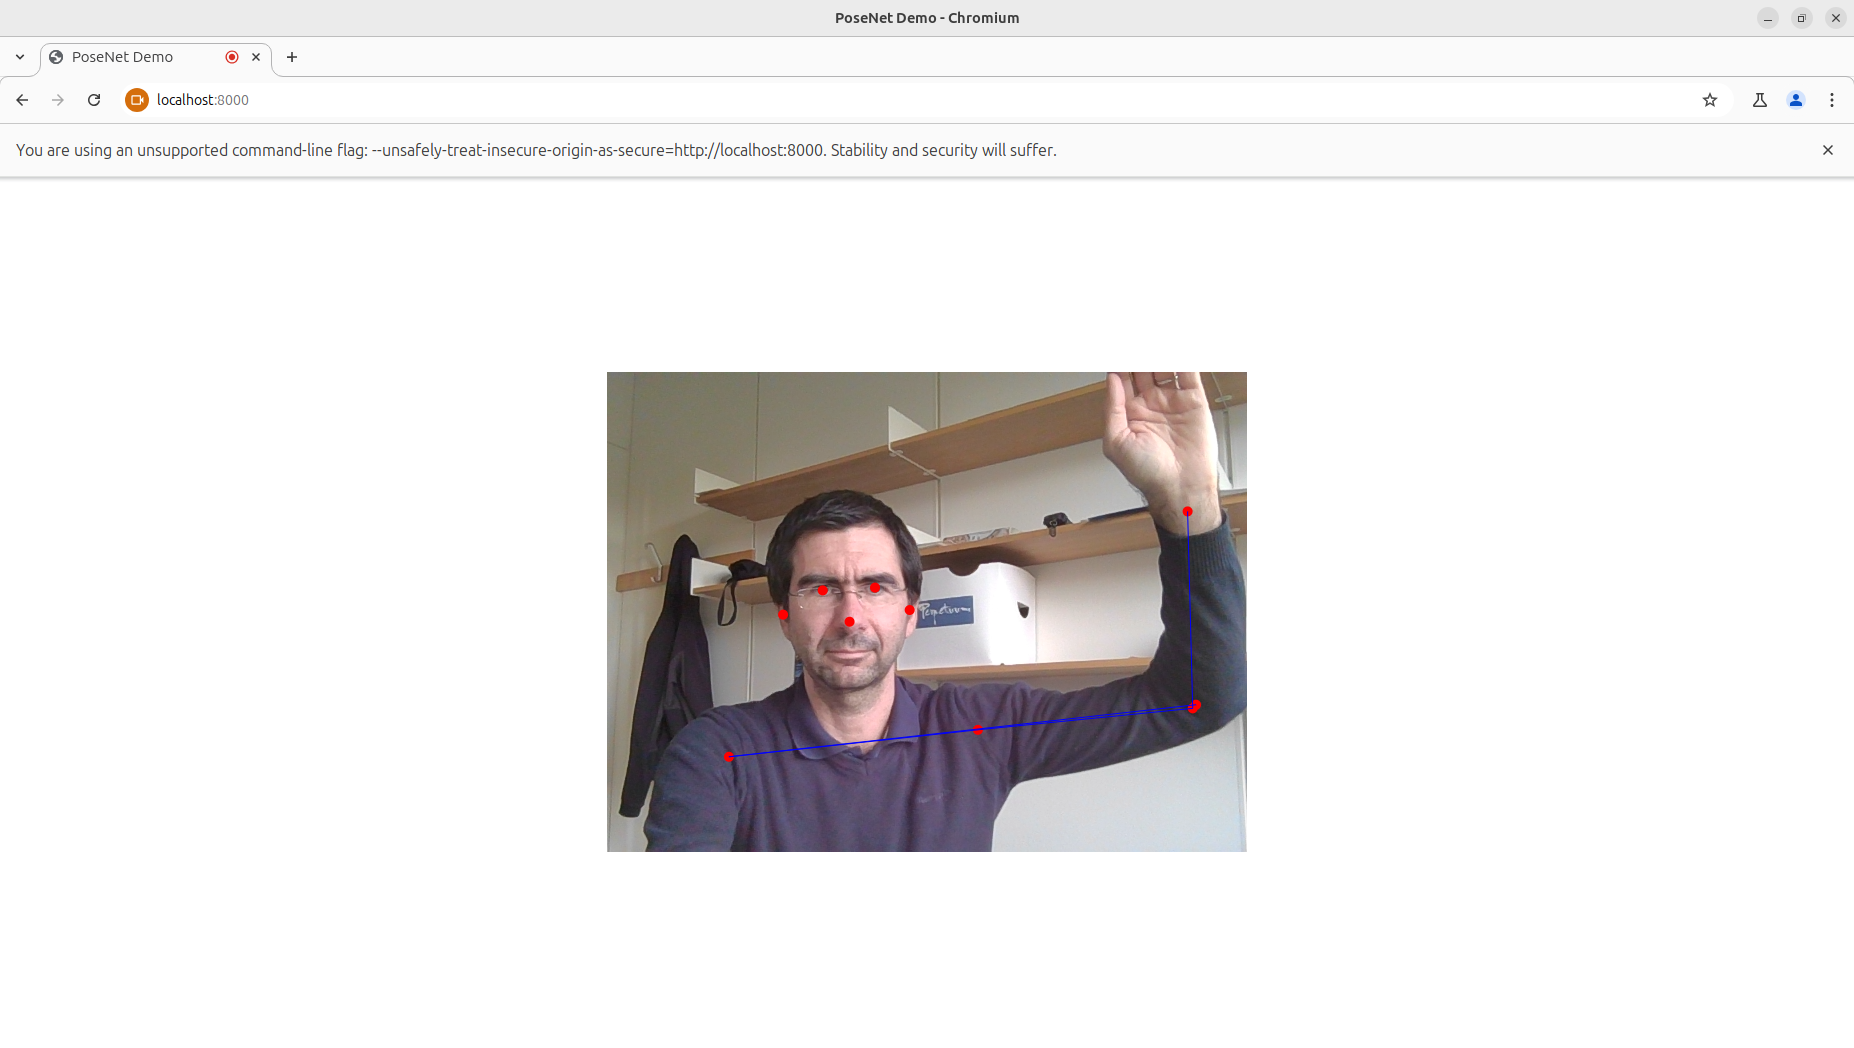 PoseNet Demo - Chromium
PoseNet Demo
localhost:8000
You are using an unsupported command-line flag: --unsafely-treat-insecure-origin-as-secure=http://localhost:8000. Stability and security will suffer.
Perpetuum